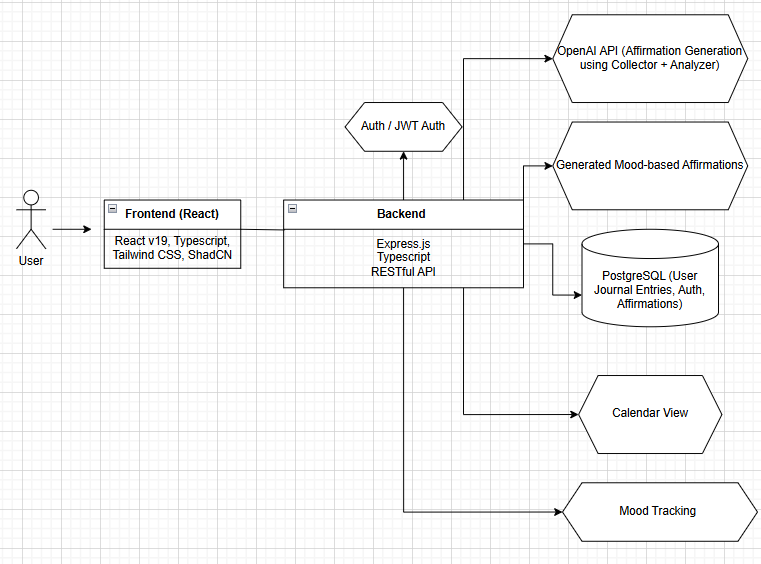 OpenAI API (Affirmation Generation
using Collector + Analyzer)
Auth / JWT Auth
Generated Mood-based Affirmations
User
Frontend (React)
React v19, Typescript,
Tailwind CSS, ShadCN
Backend
Express.js
Typescript
RESTful API
PostgreSQL (User
Journal Entries, Auth,
Affirmations)
Calendar View
Mood Tracking